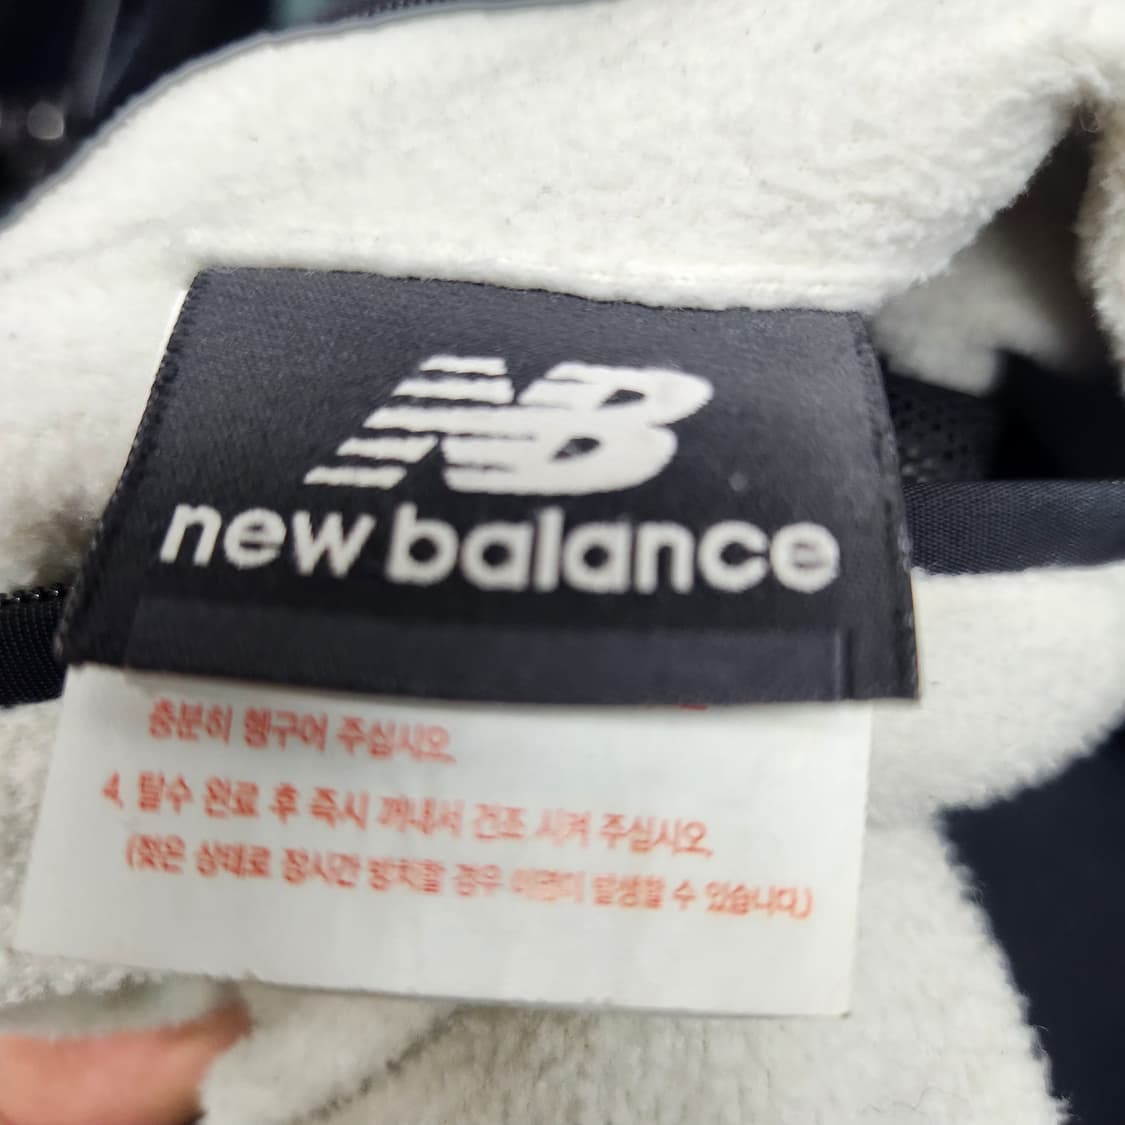 NB
new balance
충분히 헹구어 주십시오.
4. 탈수 완료 후 즉시 꺼내서 건조 시켜 주십시오.
(젖은 상태로 장시간 방치할 경우 이염이 발생할 수 있습니다.)